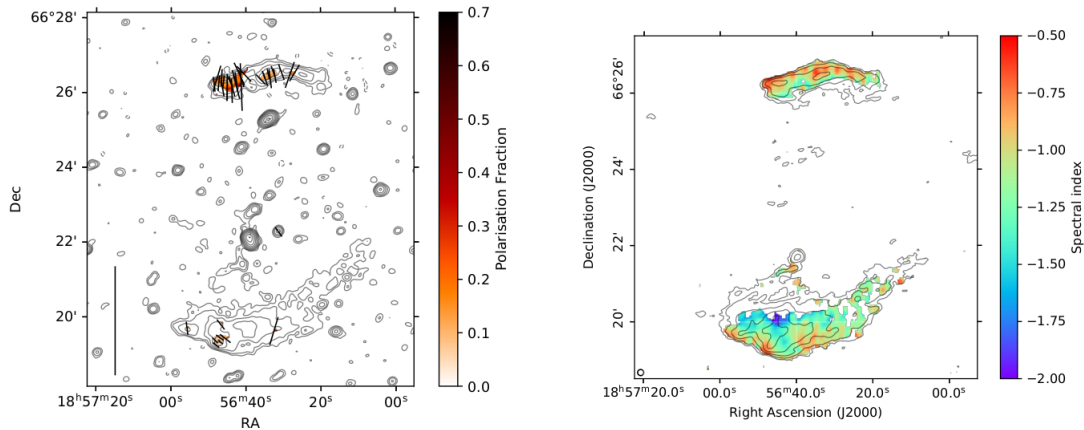 66°28'
26'
24'
22'
20'
Dec
18ʰ57ᵐ20ˢ
00ˢ
56ᵐ40ˢ
20ˢ
00ˢ
RA
0.7
0.6
0.5
0.4
0.3
0.2
0.1
0.0
Polarisation Fraction
66°26'
24'
22'
20'
Declination (J2000)
18ʰ57ᵐ20.0ˢ
00.0ˢ
56ᵐ40.0ˢ
20.0ˢ
00.0ˢ
Right Ascension (J2000)
−0.50
−0.75
−1.00
−1.25
−1.50
−1.75
−2.00
Spectral index